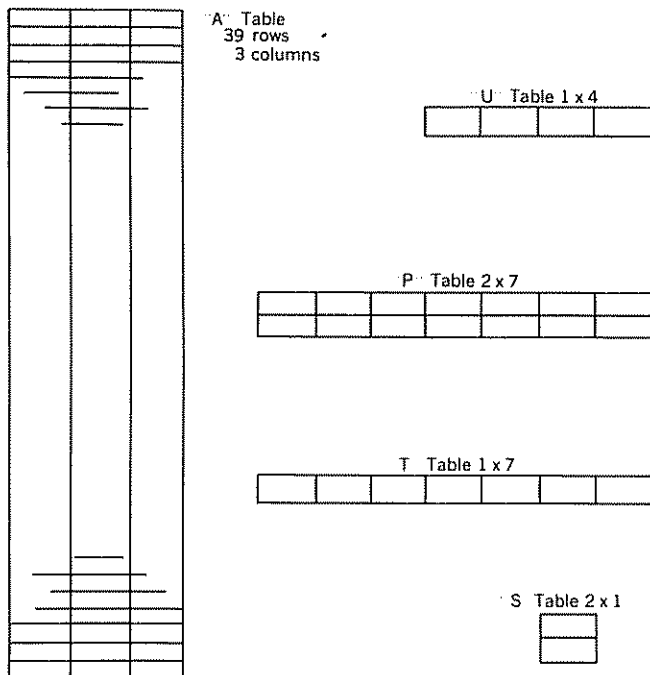 "A" Table
39 rows
3 columns
"U" Table 1 x 4
"P" Table 2 x 7
T Table 1 x 7
S Table 2 x 1